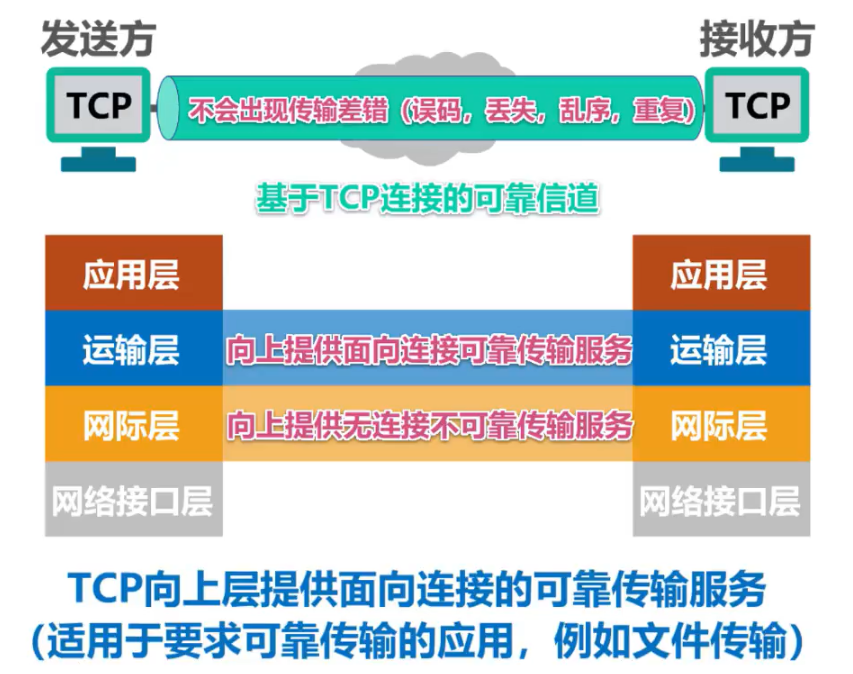 发送方 接收方
TCP 不会出现传输差错（误码，丢失，乱序，重复） TCP
基于TCP连接的可靠信道
应用层 应用层
运输层 向上提供面向连接可靠传输服务 运输层
网际层 向上提供无连接不可靠传输服务 网际层
网络接口层 网络接口层
TCP向上层提供面向连接的可靠传输服务
（适用于要求可靠传输的应用，例如文件传输）